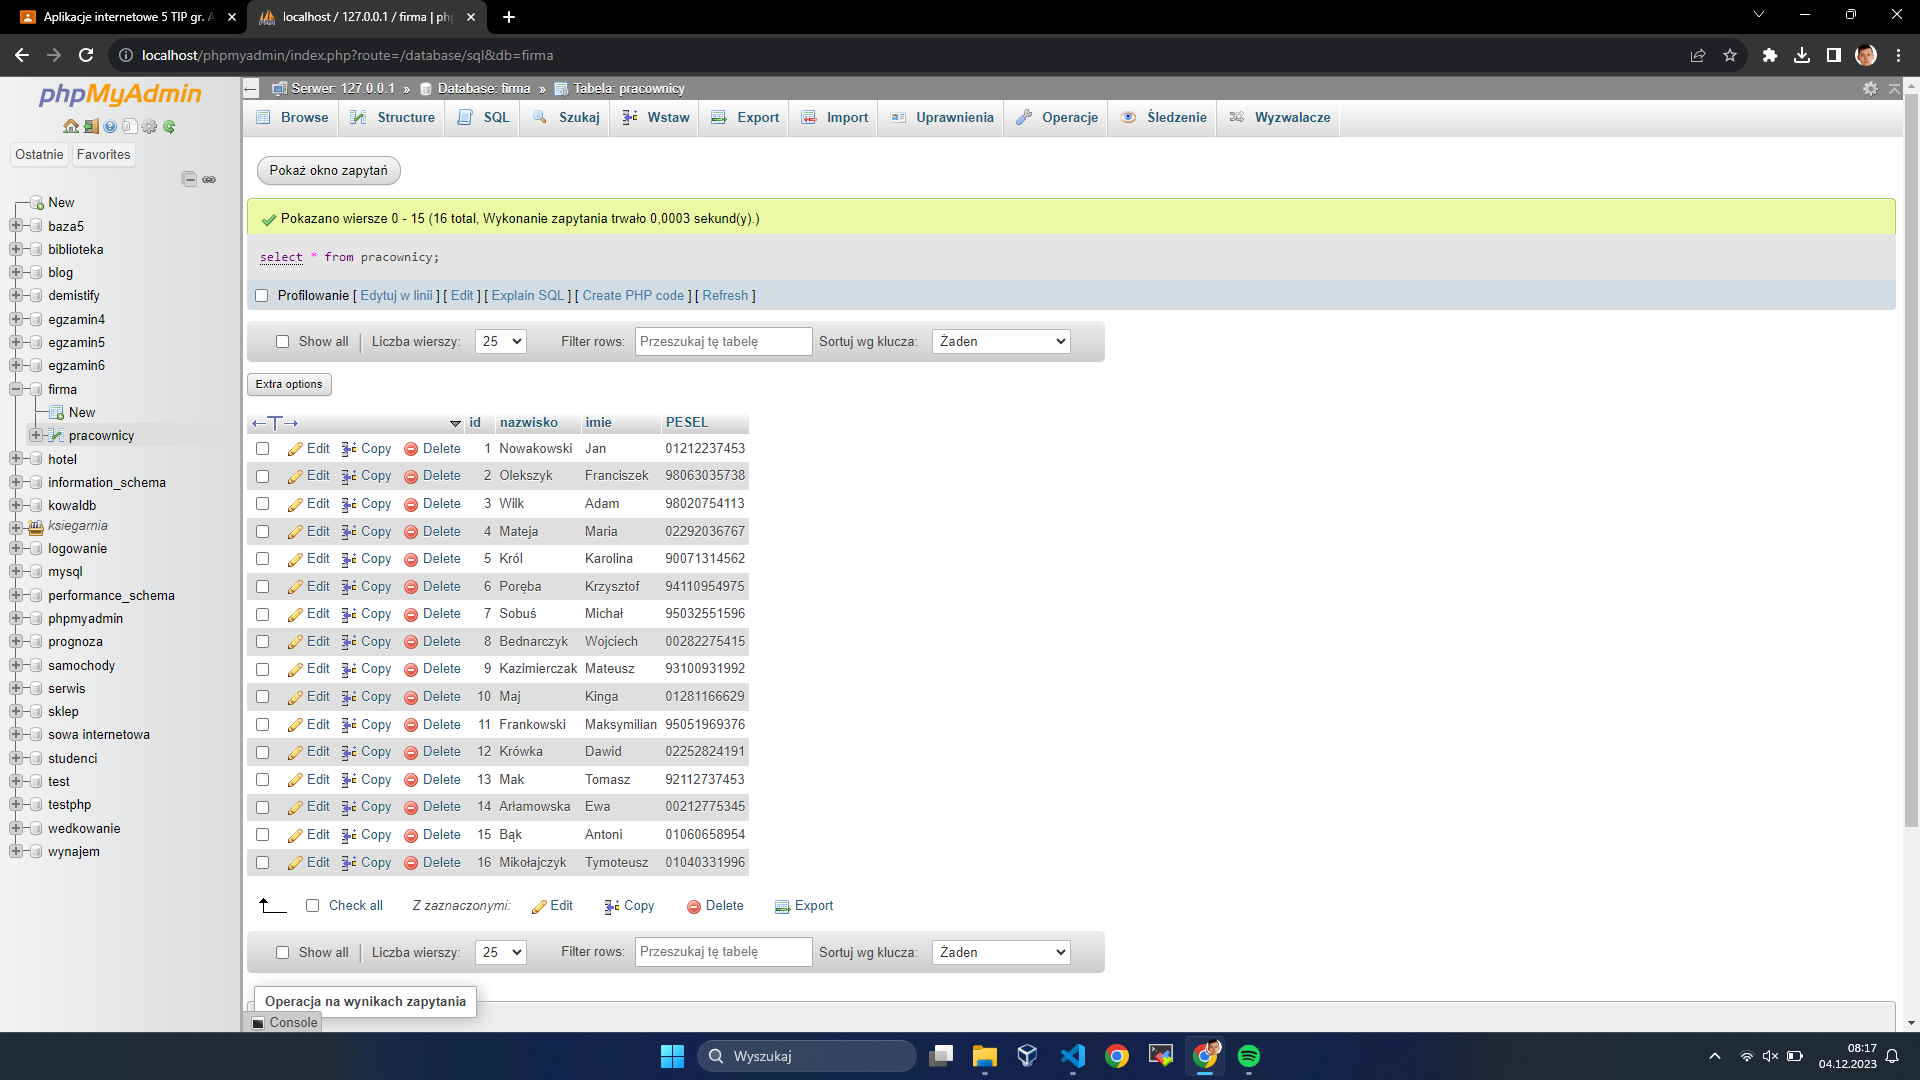 Aplikacje internetowe 5 TIP gr. A
localhost / 127.0.0.1 / firma | php
localhost/phpmyadmin/index.php?route=/database/sql&db=firma
phpMyAdmin
Ostatnie
Favorites
New
baza5
biblioteka
blog
demistify
egzamin4
egzamin5
egzamin6
firma
New
pracownicy
hotel
information_schema
kowaldb
ksiegarnia
logowanie
mysql
performance_schema
phpmyadmin
prognoza
samochody
serwis
sklep
sowa internetowa
studenci
test
testphp
wedkowanie
wynajem
Serwer: 127.0.0.1 » Database: firma » Tabela: pracownicy
Browse Structure SQL Szukaj Wstaw Export Import Uprawnienia Operacje Śledzenie Wyzwalacze
Pokaż okno zapytań
Pokazano wiersze 0 - 15 (16 total, Wykonanie zapytania trwało 0,0003 sekund(y).)
select * from pracownicy;
Profilowanie [ Edytuj w linii ] [ Edit ] [ Explain SQL ] [ Create PHP code ] [ Refresh ]
Show all | Liczba wierszy: 25 Filter rows: Przeszukaj tę tabelę Sortuj wg klucza: Żaden
Extra options
id nazwisko imie PESEL
Edit Copy Delete 1 Nowakowski Jan 01212237453
Edit Copy Delete 2 Olekszyk Franciszek 98063035738
Edit Copy Delete 3 Wilk Adam 98020754113
Edit Copy Delete 4 Mateja Maria 02292036767
Edit Copy Delete 5 Król Karolina 90071314562
Edit Copy Delete 6 Poręba Krzysztof 94110954975
Edit Copy Delete 7 Sobuś Michał 95032551596
Edit Copy Delete 8 Bednarczyk Wojciech 00282275415
Edit Copy Delete 9 Kazimierczak Mateusz 93100931992
Edit Copy Delete 10 Maj Kinga 01281166629
Edit Copy Delete 11 Frankowski Maksymilian 95051969376
Edit Copy Delete 12 Krówka Dawid 02252824191
Edit Copy Delete 13 Mak Tomasz 92112737453
Edit Copy Delete 14 Arłamowska Ewa 00212775345
Edit Copy Delete 15 Bąk Antoni 01060658954
Edit Copy Delete 16 Mikołajczyk Tymoteusz 01040331996
Check all Z zaznaczonymi: Edit Copy Delete Export
Show all | Liczba wierszy: 25 Filter rows: Przeszukaj tę tabelę Sortuj wg klucza: Żaden
Operacja na wynikach zapytania
Console
Wyszukaj
08:17
04.12.2023